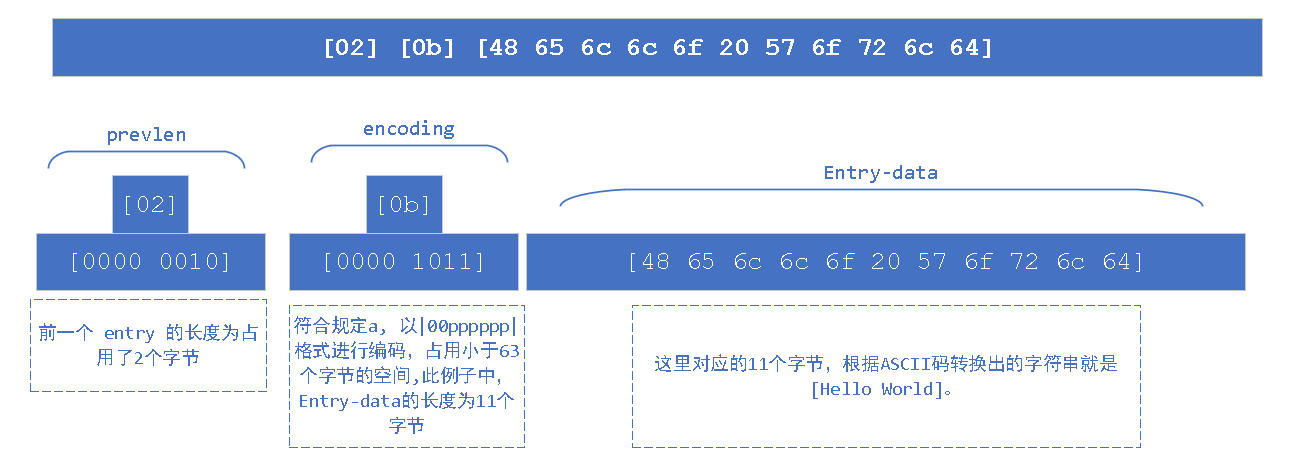 [02] [0b] [48 65 6c 6c 6f 20 57 6f 72 6c 64]
prevlen
encoding
Entry-data
[02]
[0b]
[0000 0010]
[0000 1011]
[48 65 6c 6c 6f 20 57 6f 72 6c 64]
前一个 entry 的长度为占
用了2个字节
符合规定a, 以|00pppppp|
格式进行编码，占用小于63
个字节的空间,此例子中，
Entry-data的长度为11个
字节
这里对应的11个字节，根据ASCII码转换出的字符串就是
[Hello World]。